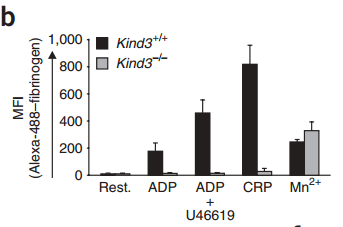 b
MFI
(Alexa-488–fibrinogen)
1,000
800
600
400
200
0
Kind3+/+
Kind3−/−
Rest.
ADP
ADP
+
U46619
CRP
Mn2+